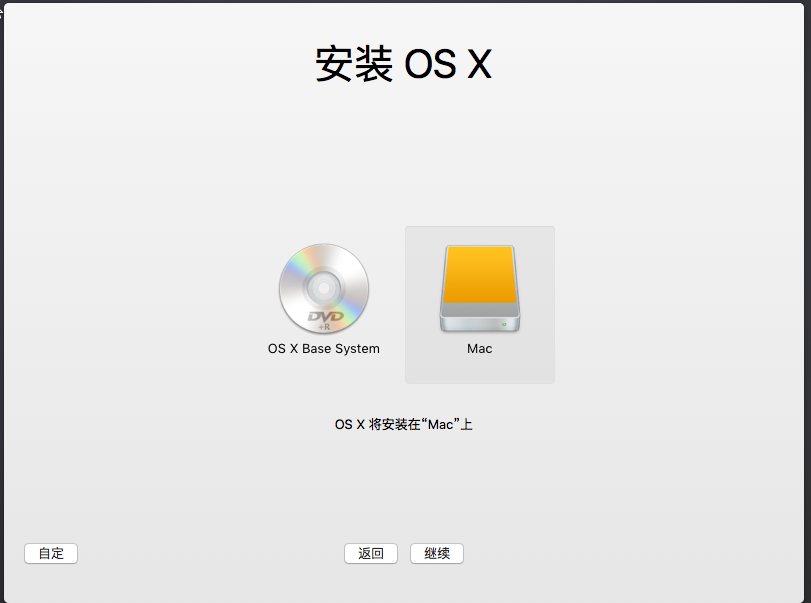 安装 OS X
DVD
+R
OS X Base System
Mac
OS X 将安装在“Mac”上
自定
返回
继续